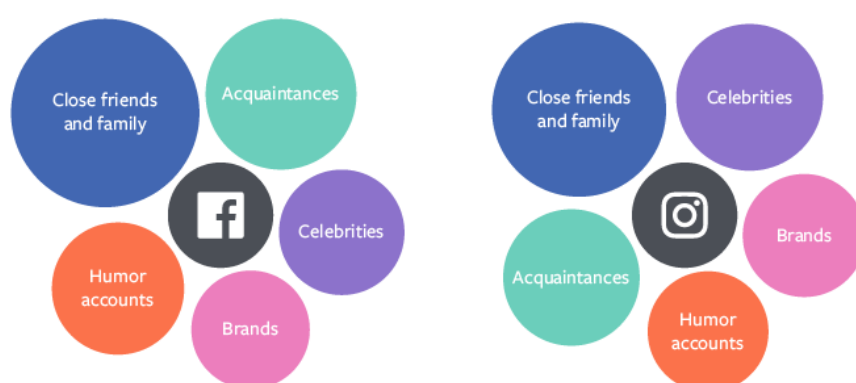 Close friends
and family
Acquaintances
Celebrities
Humor
accounts
Brands
Close friends
and family
Celebrities
Brands
Acquaintances
Humor
accounts